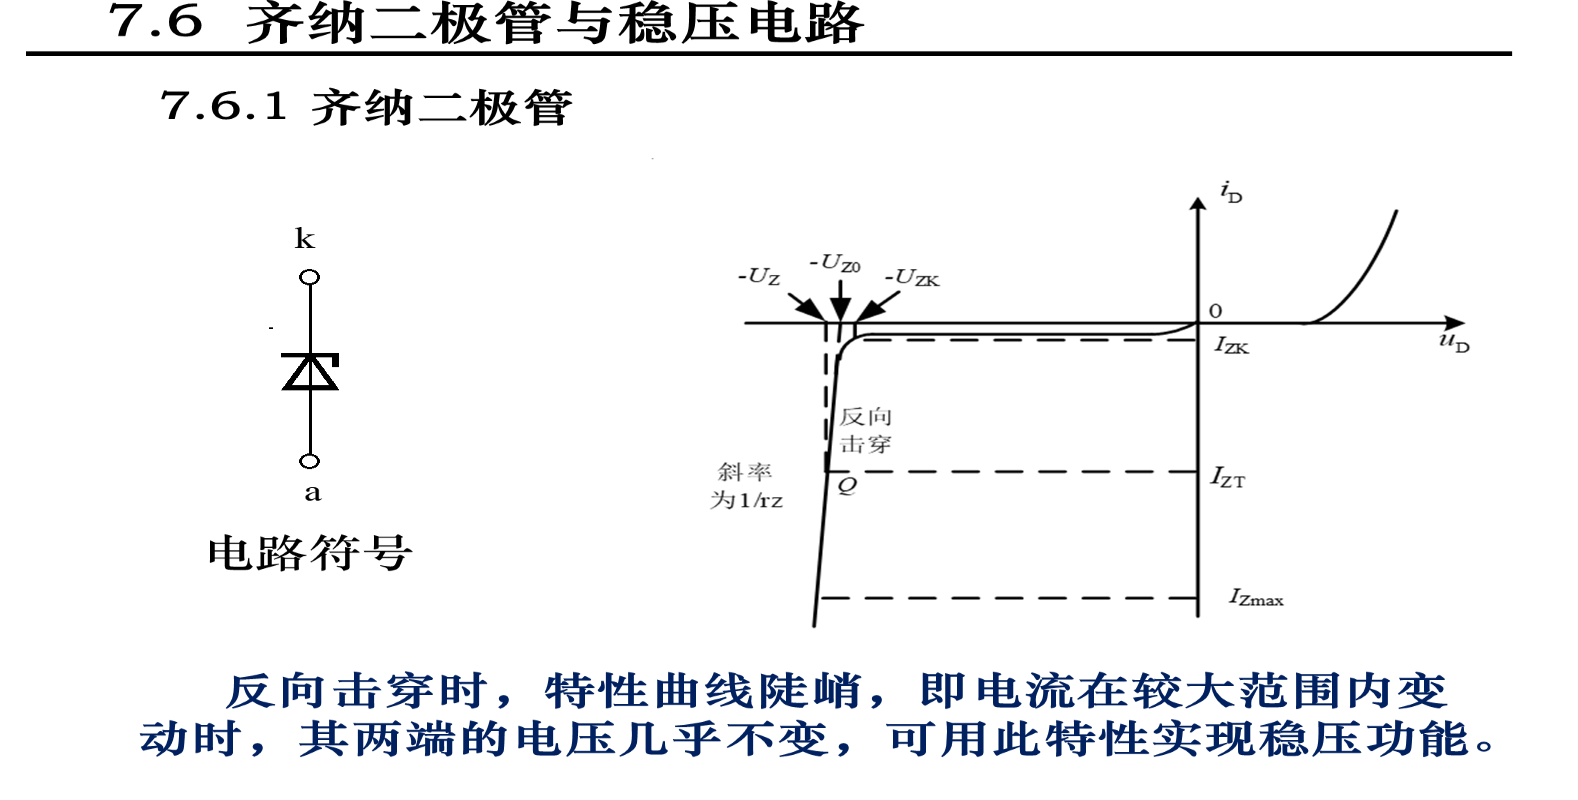 7.6 齐纳二极管与稳压电路
7.6.1 齐纳二极管
k
a
电路符号
iD
-UZ
-UZ0
-UZK
0
uD
IZK
反向
击穿
斜率
为1/rz
Q
IZT
IZmax
反向击穿时，特性曲线陡峭，即电流在较大范围内变
动时，其两端的电压几乎不变，可用此特性实现稳压功能。